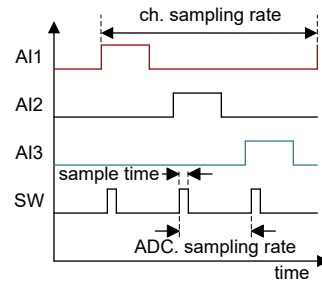 ch. sampling rate
AI1
AI2
AI3
sample time
SW
ADC. sampling rate
time